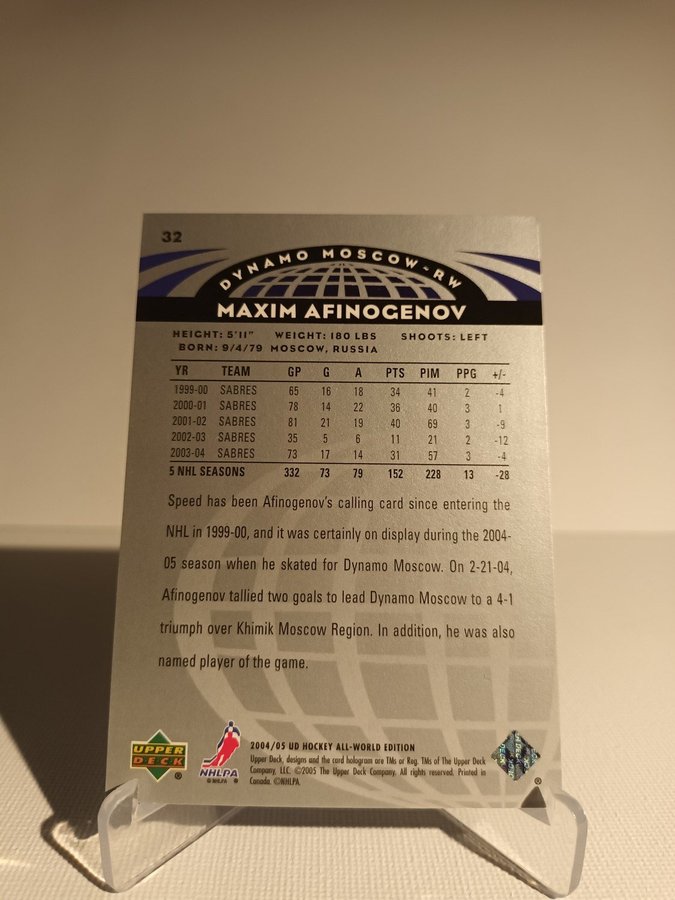 32
DYNAMO MOSCOW - RW
MAXIM AFINOGENOV
HEIGHT: 5'11" WEIGHT: 180 LBS SHOOTS: LEFT
BORN: 9/4/79 MOSCOW, RUSSIA
YR TEAM GP G A PTS PIM PPG +/-
1999-00 SABRES 65 16 18 34 41 2 -4
2000-01 SABRES 78 14 22 36 40 3 1
2001-02 SABRES 81 21 19 40 69 3 -9
2002-03 SABRES 35 5 6 11 21 2 -12
2003-04 SABRES 73 17 14 31 57 3 -4
5 NHL SEASONS 332 73 79 152 228 13 -28
Speed has been Afinogenov's calling card since entering the
NHL in 1999-00, and it was certainly on display during the 2004-
05 season when he skated for Dynamo Moscow. On 2-21-04,
Afinogenov tallied two goals to lead Dynamo Moscow to a 4-1
triumph over Khimik Moscow Region. In addition, he was also
named player of the game.
UPPER
DECK
®
NHLPA
© NHLPA ®
2004/05 UD HOCKEY ALL-WORLD EDITION
Upper Deck, designs and the card hologram are TMs or Reg. TMs of The Upper Deck
Company, LLC. ©2005 The Upper Deck Company. All rights reserved. Printed in
Canada. ©NHLPA.
®